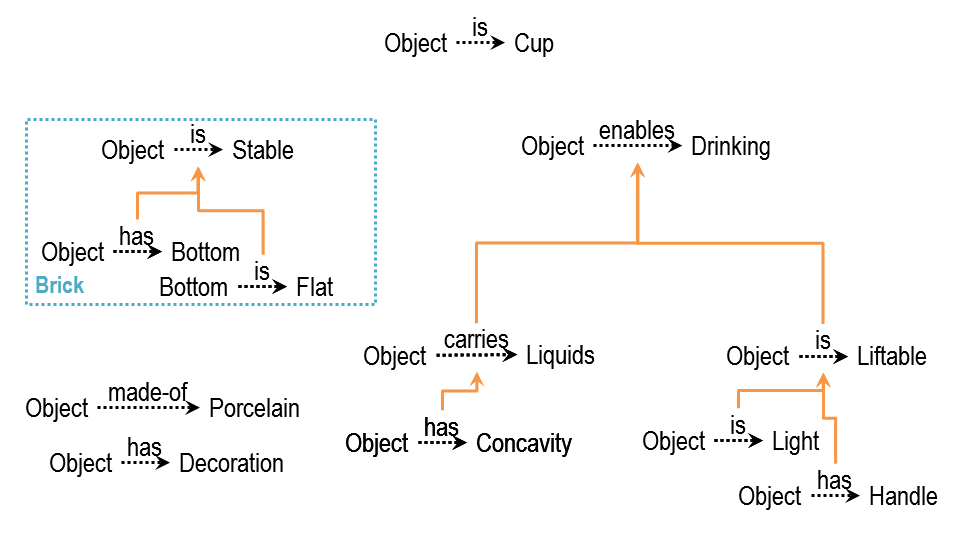 Object is Cup
Object is Stable
Object has Bottom
Bottom is Flat
Brick
Object enables Drinking
Object carries Liquids
Object has Concavity
Object is Liftable
Object is Light
Object has Handle
Object made-of Porcelain
Object has Decoration